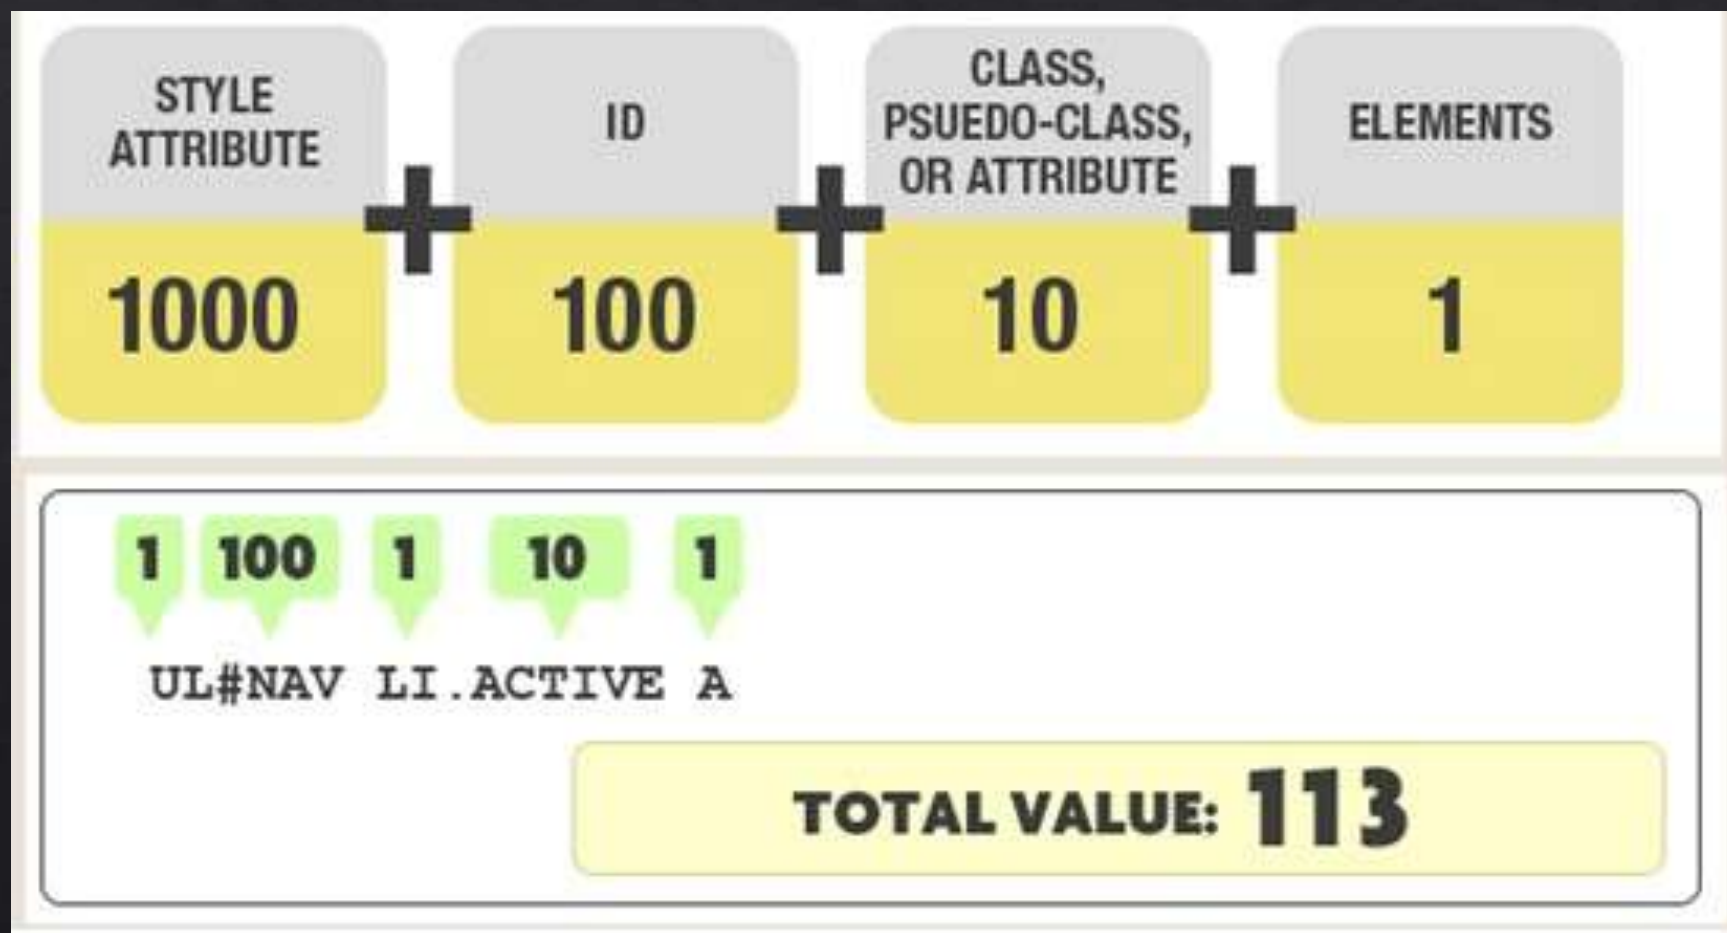 STYLE
ATTRIBUTE
ID
CLASS,
PSUEDO-CLASS,
OR ATTRIBUTE
ELEMENTS
1000
100
10
1
1 100 1 10 1
UL#NAV LI.ACTIVE A
TOTAL VALUE: 113